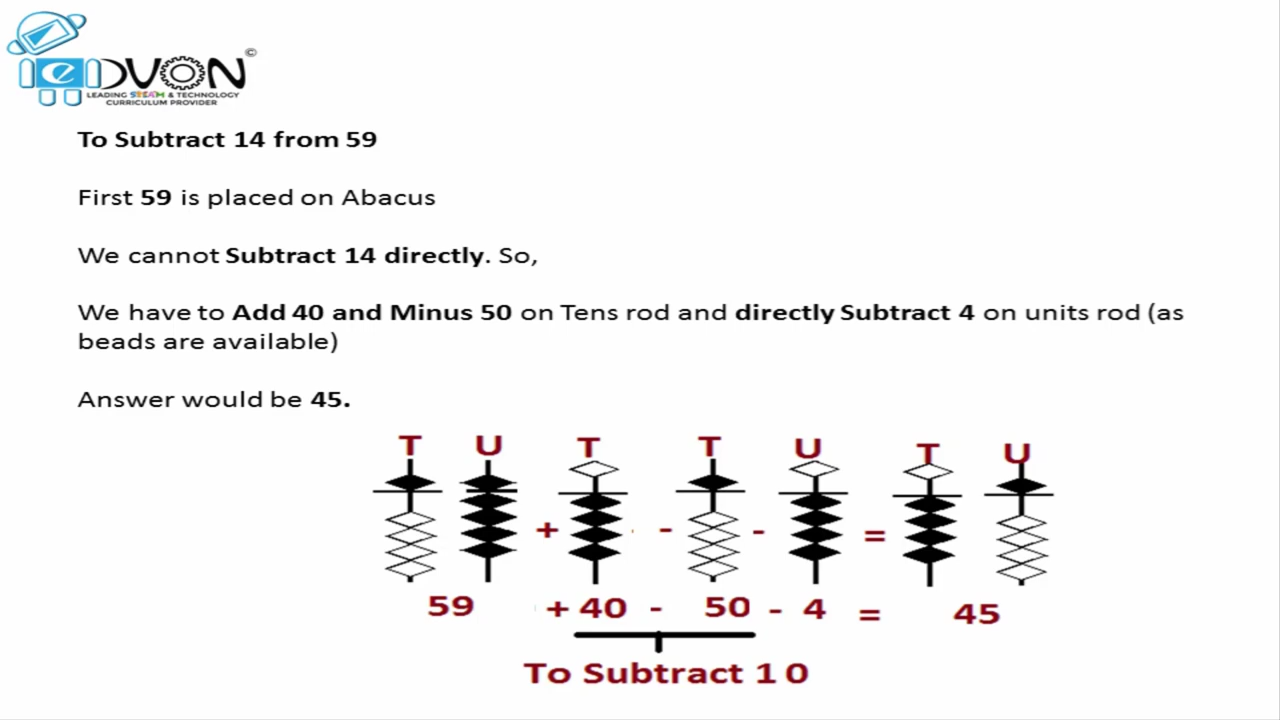 eDVON©
LEADING STEAM & TECHNOLOGY
CURRICULUM PROVIDER
To Subtract 14 from 59
First 59 is placed on Abacus
We cannot Subtract 14 directly. So,
We have to Add 40 and Minus 50 on Tens rod and directly Subtract 4 on units rod (as
beads are available)
Answer would be 45.
T U T T U T U
+ - - =
59 + 40 - 50 - 4 = 45
To Subtract 1 0